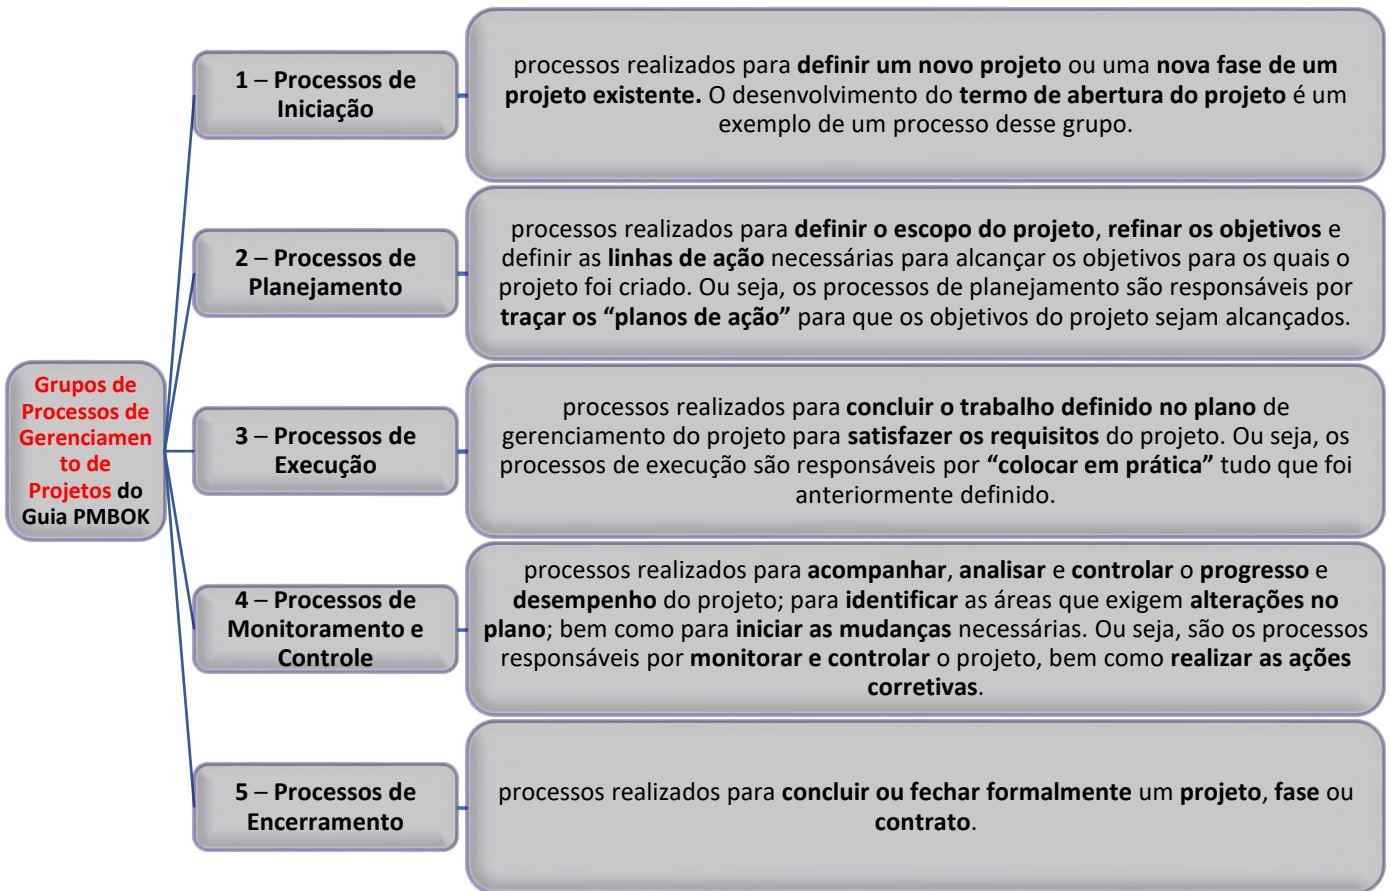 1 – Processos de
Iniciação
processos realizados para definir um novo projeto ou uma nova fase de um
projeto existente. O desenvolvimento do termo de abertura do projeto é um
exemplo de um processo desse grupo.
2 – Processos de
Planejamento
processos realizados para definir o escopo do projeto, refinar os objetivos e
definir as linhas de ação necessárias para alcançar os objetivos para os quais o
projeto foi criado. Ou seja, os processos de planejamento são responsáveis por
traçar os “planos de ação” para que os objetivos do projeto sejam alcançados.
Grupos de
Processos de
Gerenciamen
to de
Projetos do
Guia PMBOK
3 – Processos de
Execução
processos realizados para concluir o trabalho definido no plano de
gerenciamento do projeto para satisfazer os requisitos do projeto. Ou seja, os
processos de execução são responsáveis por “colocar em prática” tudo que foi
anteriormente definido.
4 – Processos de
Monitoramento e
Controle
processos realizados para acompanhar, analisar e controlar o progresso e
desempenho do projeto; para identificar as áreas que exigem alterações no
plano; bem como para iniciar as mudanças necessárias. Ou seja, são os processos
responsáveis por monitorar e controlar o projeto, bem como realizar as ações
corretivas.
5 – Processos de
Encerramento
processos realizados para concluir ou fechar formalmente um projeto, fase ou
contrato.